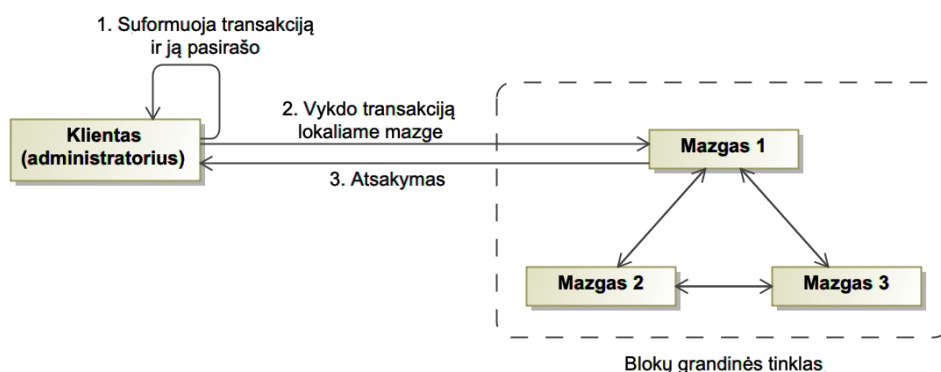 1. Suformuoja transakciją
ir ją pasirašo
Klientas
(administratorius)
2. Vykdo transakciją
lokaliame mazge
3. Atsakymas
Mazgas 1
Mazgas 2
Mazgas 3
Blokų grandinės tinklas